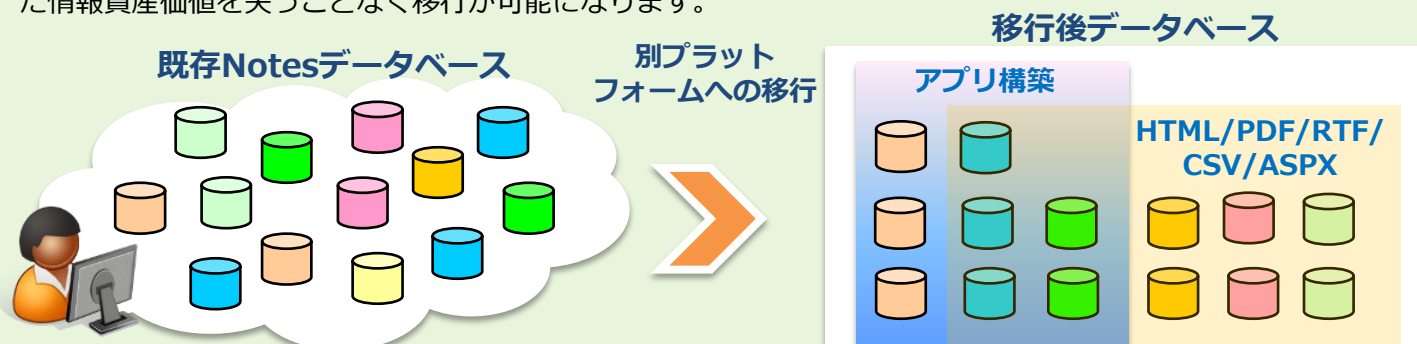 た情報資産価値を失うことなく移行が可能になります。
既存Notesデータベース
別プラット
フォームへの移行
移行後データベース
アプリ構築
HTML/PDF/RTF/
CSV/ASPX